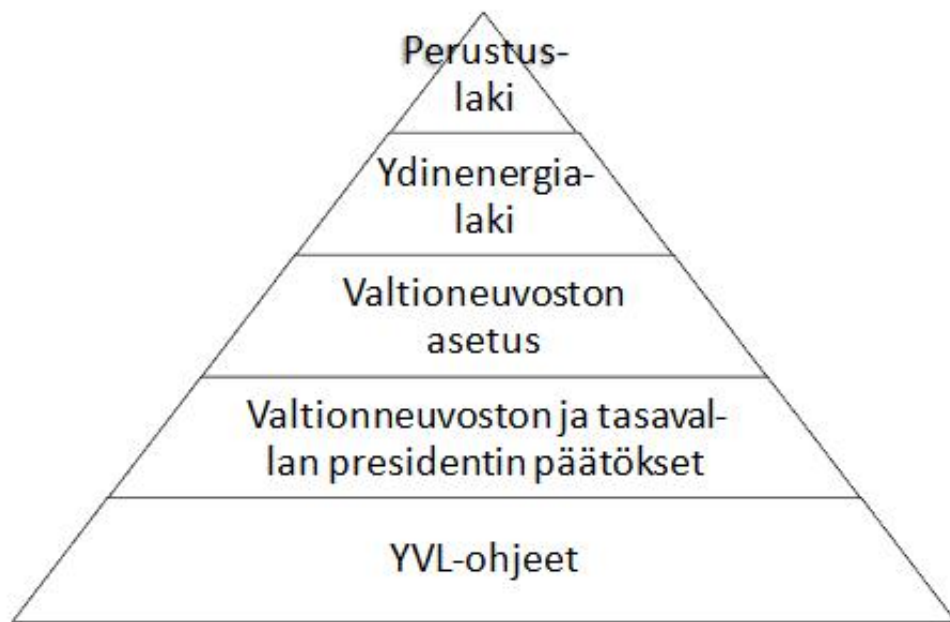 Perustus-
laki
Ydinenergia-
laki
Valtioneuvoston
asetus
Valtionneuvoston ja tasaval-
lan presidentin päätökset
YVL-ohjeet